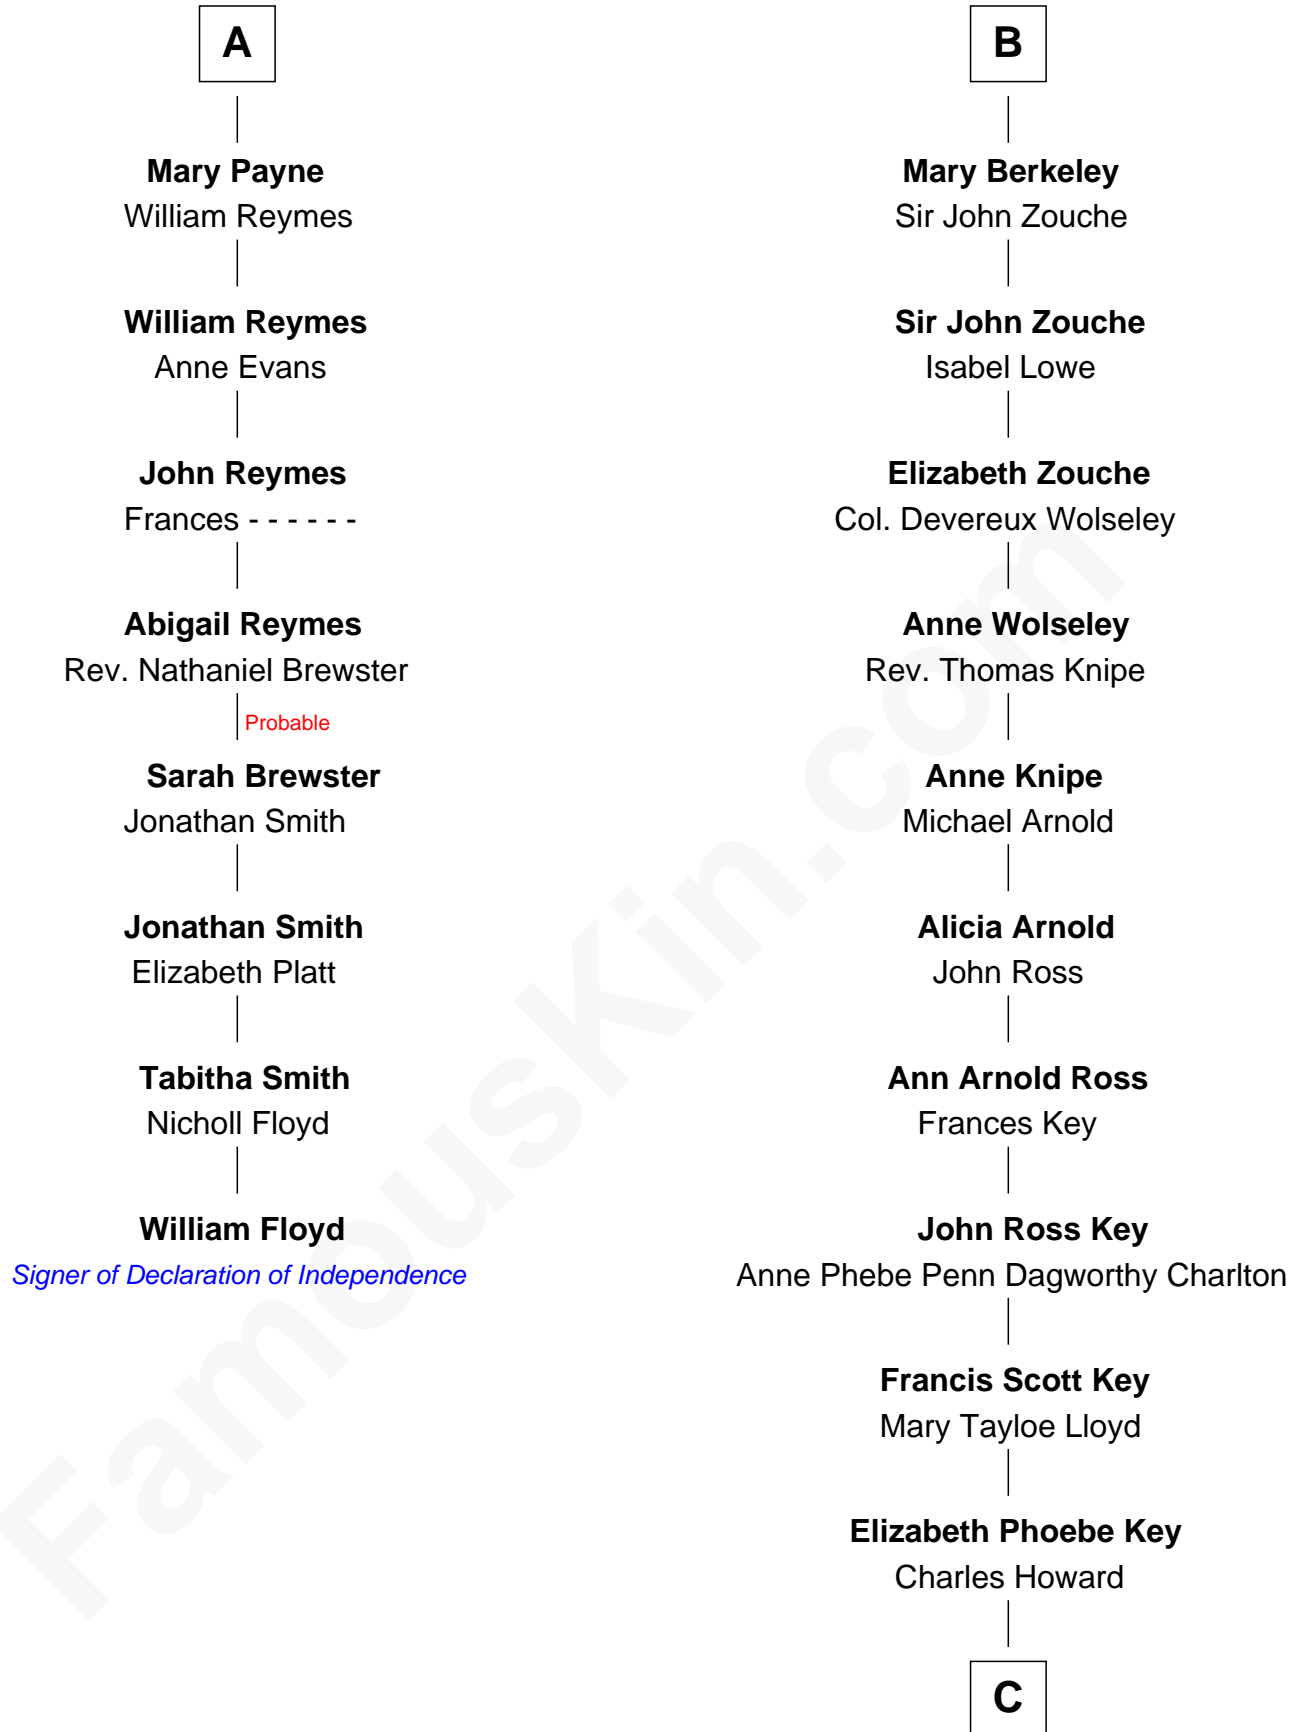 A
Mary Payne
William Reymes
William Reymes
Anne Evans
John Reymes
Frances - - - - - -
Abigail Reymes
Rev. Nathaniel Brewster
Probable
Sarah Brewster
Jonathan Smith
Jonathan Smith
Elizabeth Platt
Tabitha Smith
Nicholl Floyd
William Floyd
Signer of Declaration of Independence
B
Mary Berkeley
Sir John Zouche
Sir John Zouche
Isabel Lowe
Elizabeth Zouche
Col. Devereux Wolseley
Anne Wolseley
Rev. Thomas Knipe
Anne Knipe
Michael Arnold
Alicia Arnold
John Ross
Ann Arnold Ross
Frances Key
John Ross Key
Anne Phebe Penn Dagworthy Charlton
Francis Scott Key
Mary Tayloe Lloyd
Elizabeth Phoebe Key
Charles Howard
C
FamousKin.com